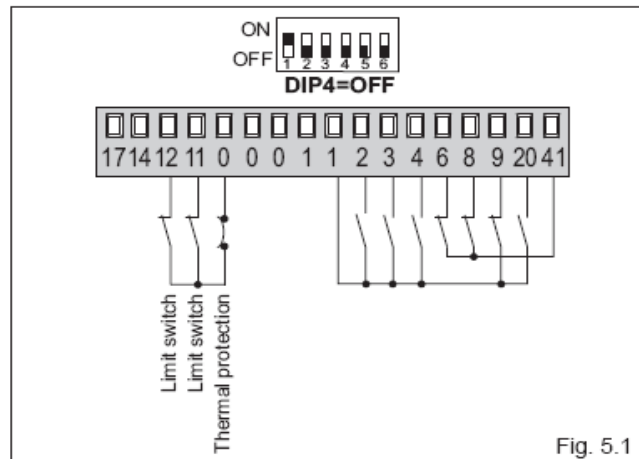 ON
OFF
1 2 3 4 5 6
DIP4=OFF
17 14 12 11 0 0 0 1 1 2 3 4 6 8 9 20 41
Limit switch
Limit switch
Thermal protection
Fig. 5.1